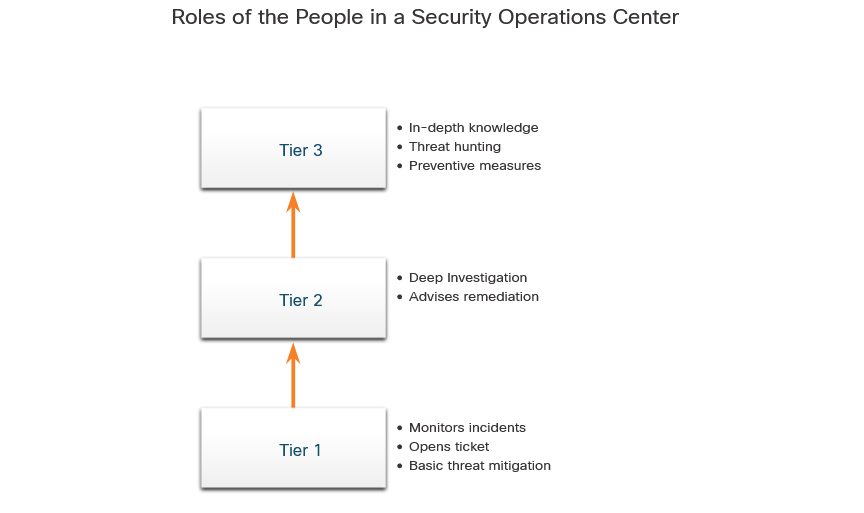 Roles of the People in a Security Operations Center
Tier 3
• In-depth knowledge
• Threat hunting
• Preventive measures
Tier 2
• Deep Investigation
• Advises remediation
Tier 1
• Monitors incidents
• Opens ticket
• Basic threat mitigation